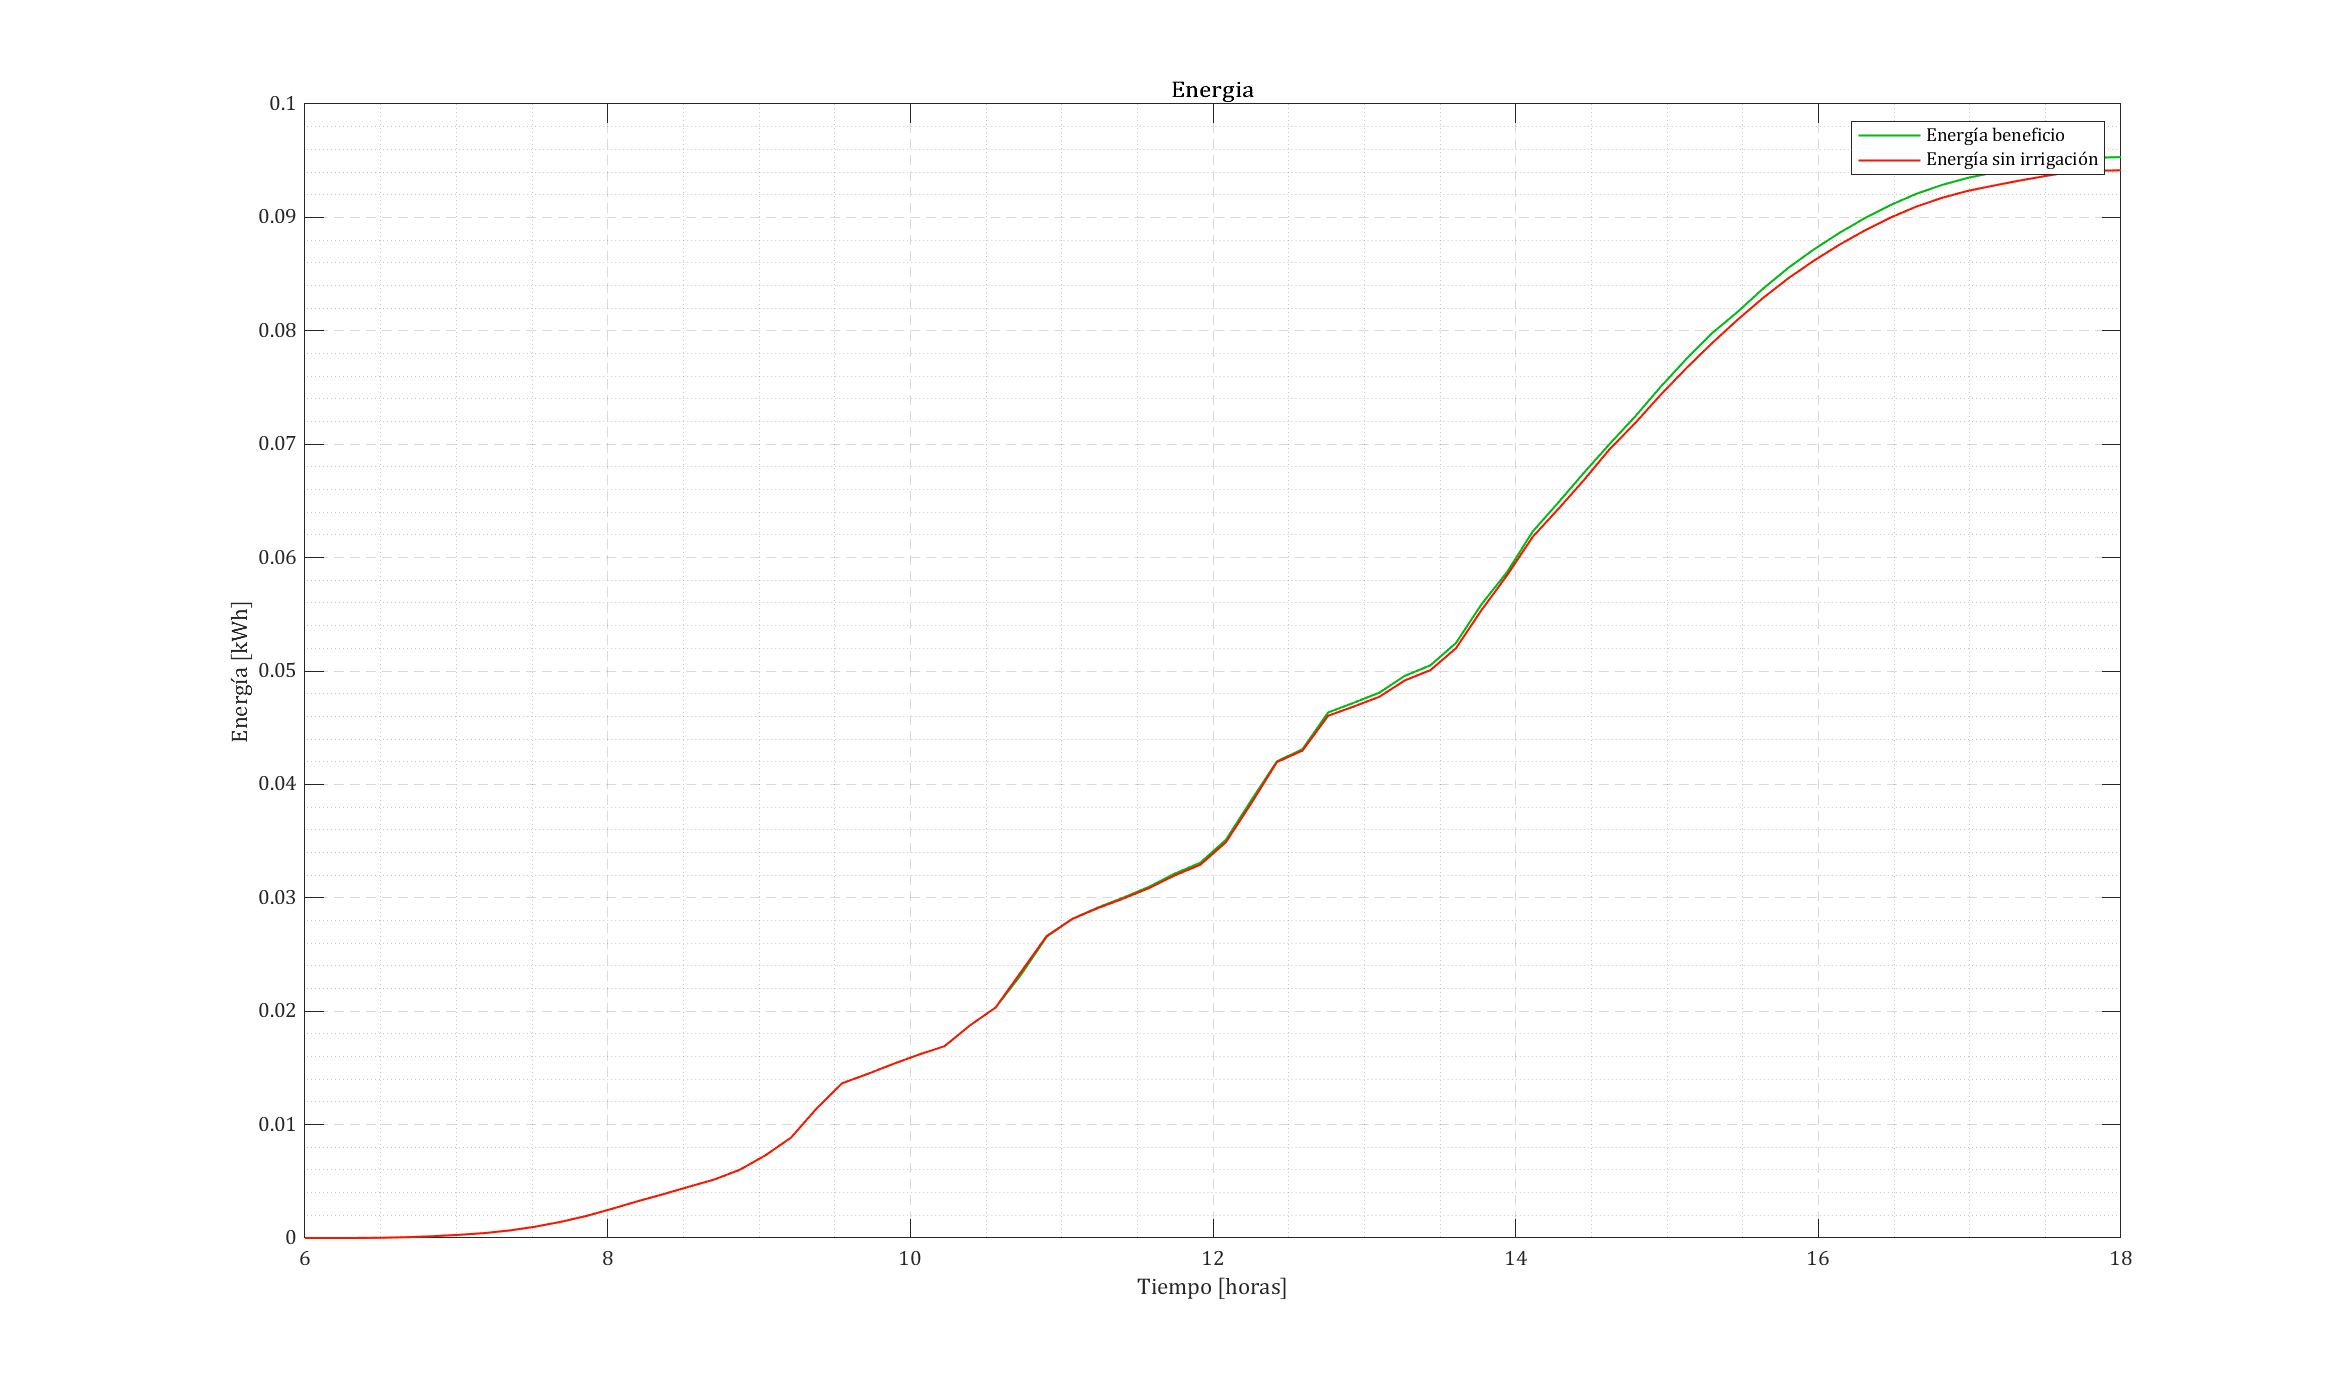 Energia
0.1
Energía beneficio
Energía sin irrigación
0.09
0.08
0.07
0.06
0.05
0.04
0.03
0.02
0.01
0
Energía [kWh]
6 8 10 12 14 16 18
Tiempo [horas]